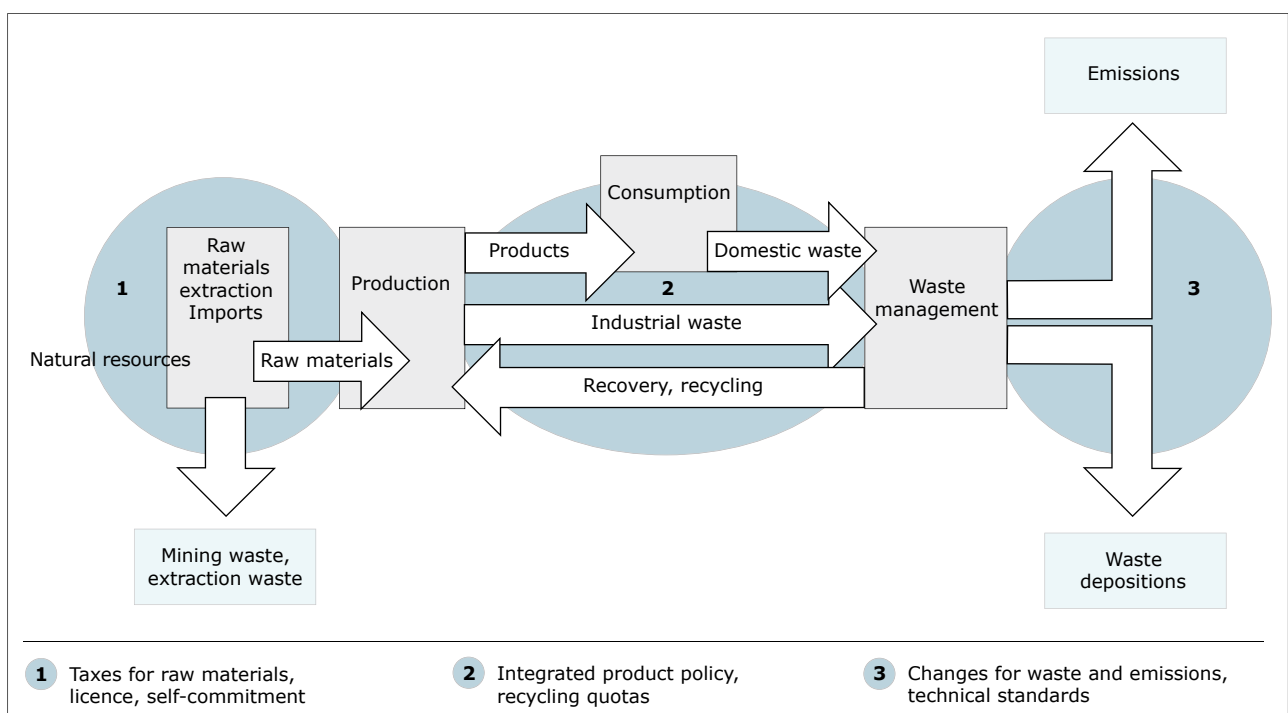 Emissions
Consumption
Raw
materials
extraction
Imports
Products
Domestic waste
1
Production
2
Waste
management
3
Industrial waste
Natural resources
Raw materials
Recovery, recycling
Mining waste,
extraction waste
Waste
depositions
1 Taxes for raw materials,
licence, self-commitment
2 Integrated product policy,
recycling quotas
3 Changes for waste and emissions,
technical standards